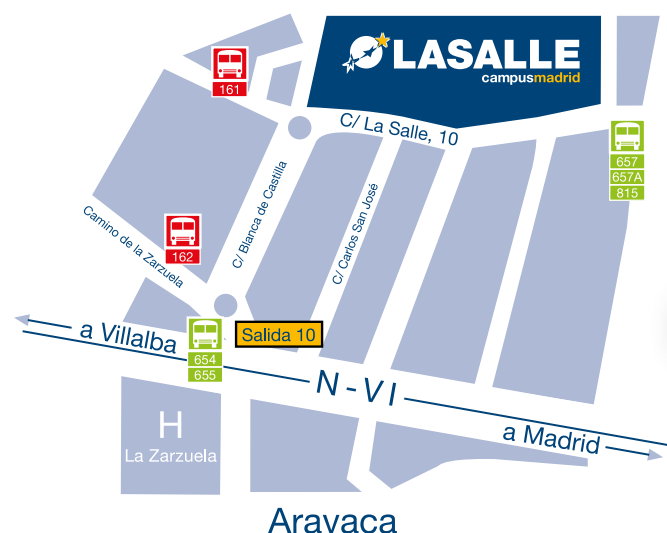 LASALLE
campusmadrid
161
C/ La Salle, 10
657
657A
815
C/ Blanca de Castilla
C/ Carlos San José
Camino de la Zarzuela
162
Salida 10
a Villalba
654
655
N-VI
a Madrid
H
La Zarzuela
Aravaca